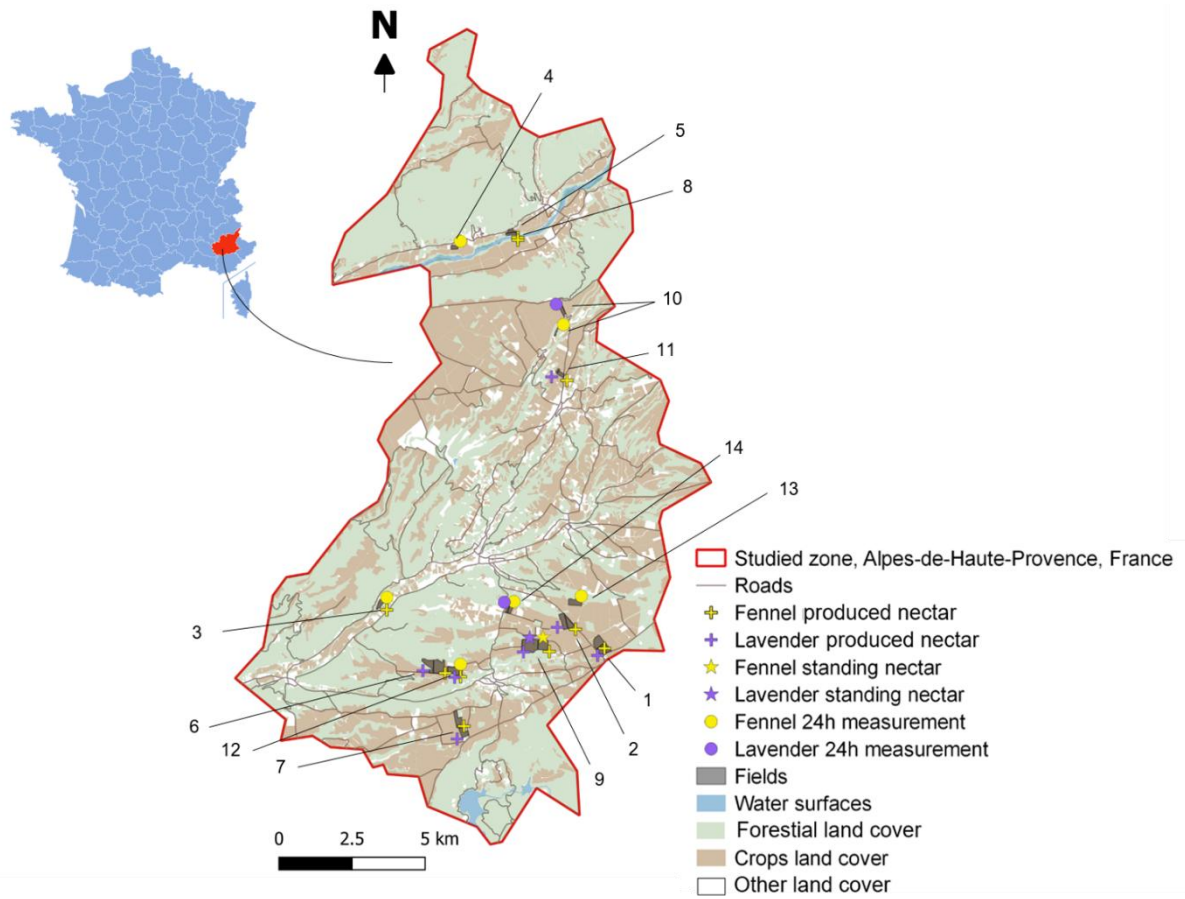 N
4
5
8
10
11
14
13
3
6
12
7
9
2
1
Studied zone, Alpes-de-Haute-Provence, France
Roads
Fennel produced nectar
Lavender produced nectar
Fennel standing nectar
Lavender standing nectar
Fennel 24h measurement
Lavender 24h measurement
Fields
Water surfaces
Forestial land cover
Crops land cover
Other land cover
0 2.5 5 km